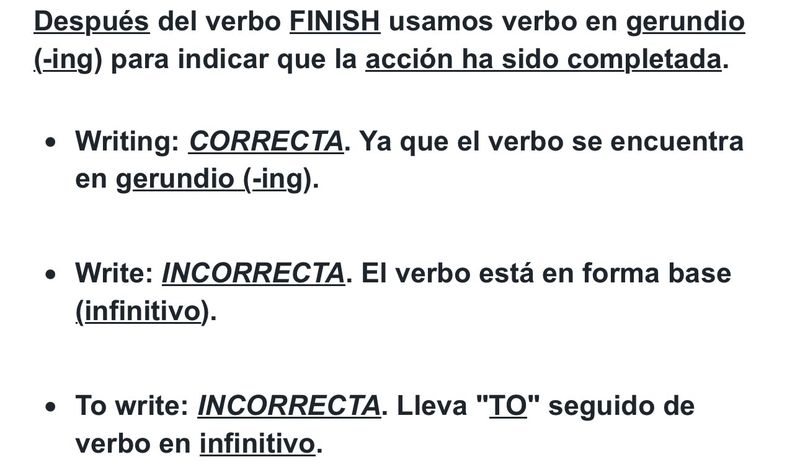 Después del verbo FINISH usamos verbo en gerundio
(-ing) para indicar que la acción ha sido completada.
• Writing: CORRECTA. Ya que el verbo se encuentra
en gerundio (-ing).
• Write: INCORRECTA. El verbo está en forma base
(infinitivo).
• To write: INCORRECTA. Lleva "TO" seguido de
verbo en infinitivo.